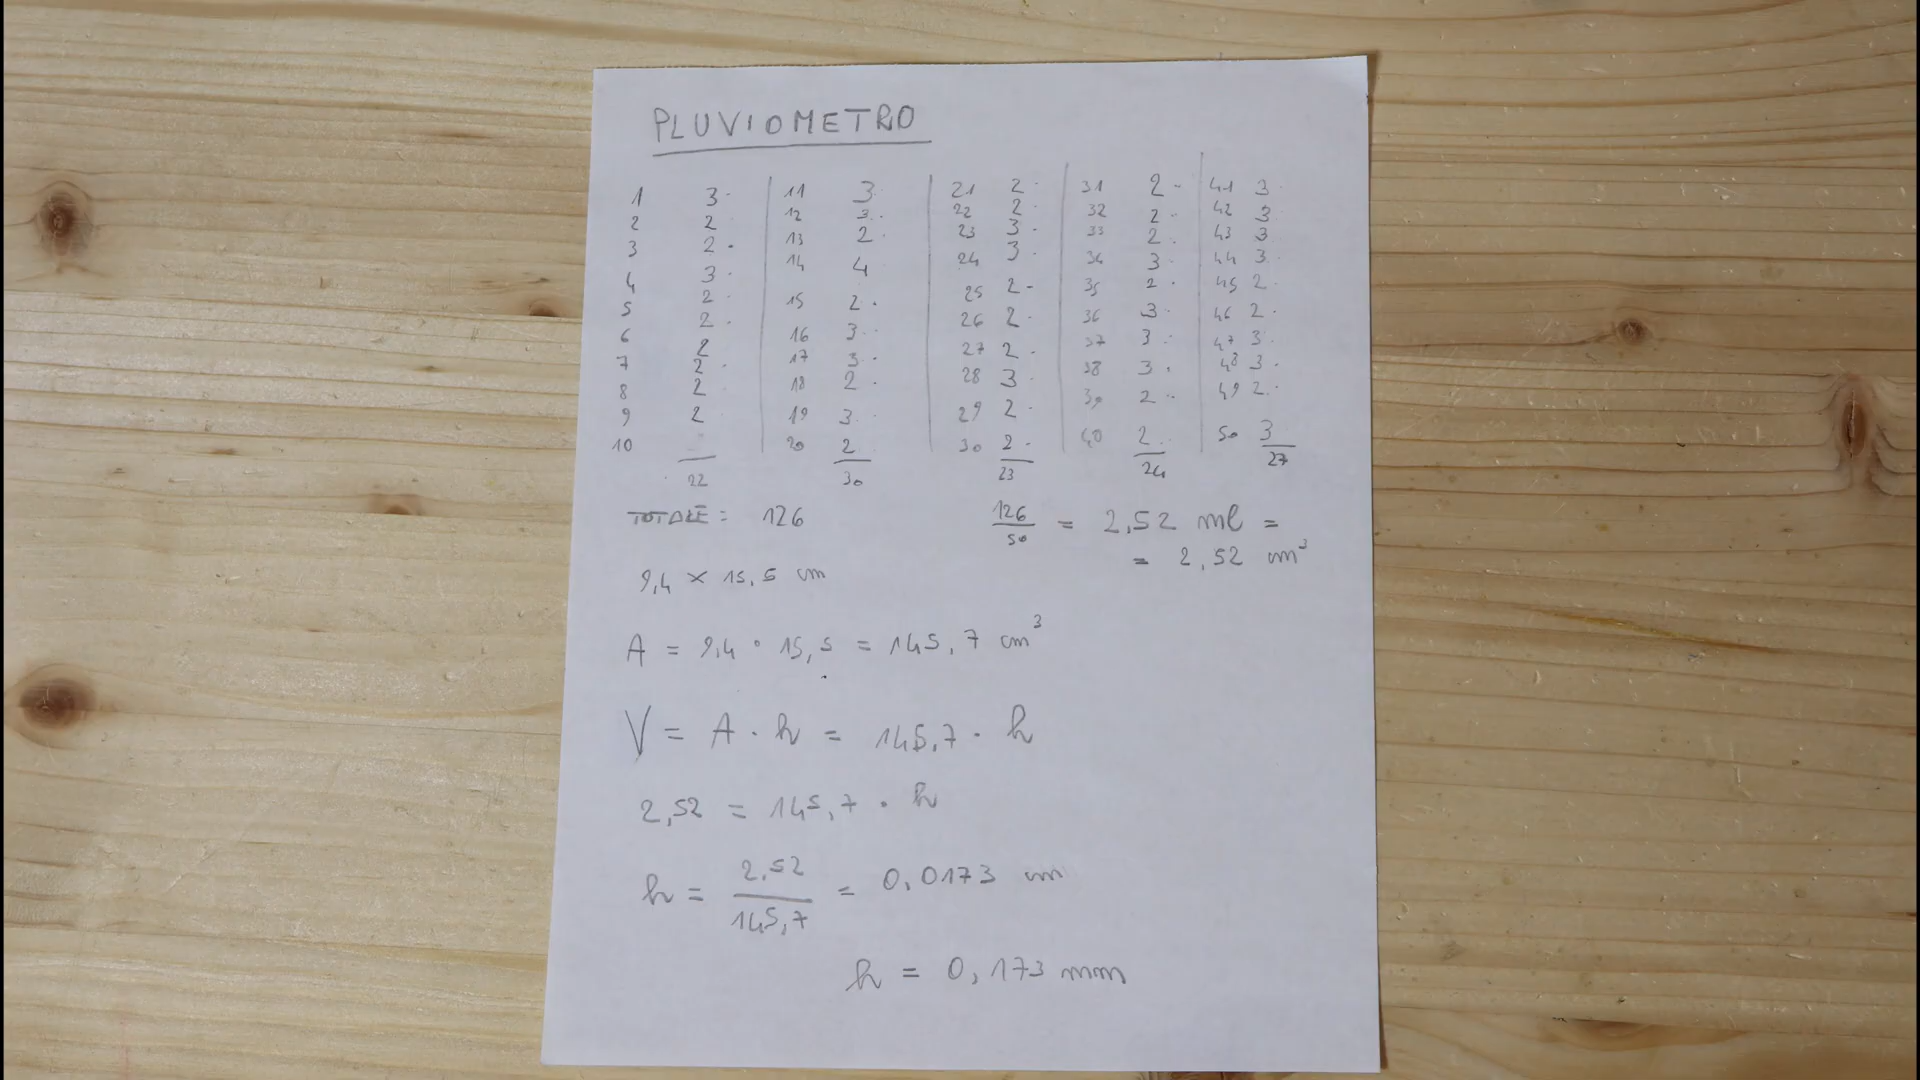 PLUVIOMETRO
1 3 11 3 21 2 31 2 41 3
2 2 12 3 22 2 32 2 42 3
3 2 13 2 23 3 33 2 43 3
4 3 14 4 24 3 34 3 44 3
5 2 15 2 25 2 35 2 45 2
6 2 16 3 26 2 36 3 46 2
7 2 17 3 27 2 37 3 47 3
8 2 18 2 28 3 38 3 48 3
9 2 19 3 29 2 39 2 49 2
10 2 20 2 30 2 40 2 50 3
22 30 23 24 27
TOTALE = 126
126/50 = 2,52 ml =
= 2,52 cm³
9,4 × 15,5 cm
A = 9,4 · 15,5 = 145,7 cm³
V = A · h = 145,7 · h
2,52 = 145,7 · h
h = 2,52/145,7 = 0,0173 cm
h = 0,173 mm